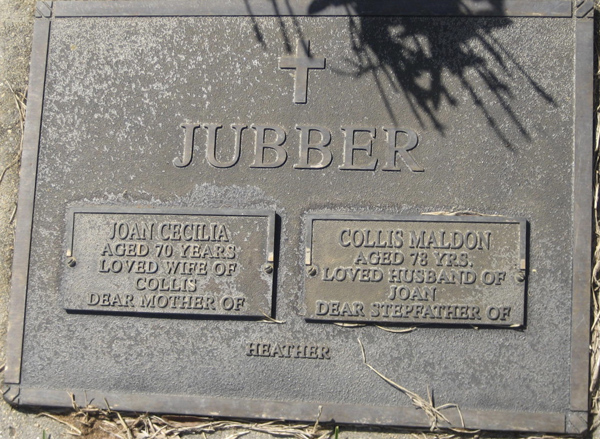 JUBBER
JOAN CECILIA
AGED 70 YEARS
LOVED WIFE OF
COLLIS
DEAR MOTHER OF
COLLIS MALDON
AGED 78 YRS.
LOVED HUSBAND OF
JOAN
DEAR STEPFATHER OF
HEATHER